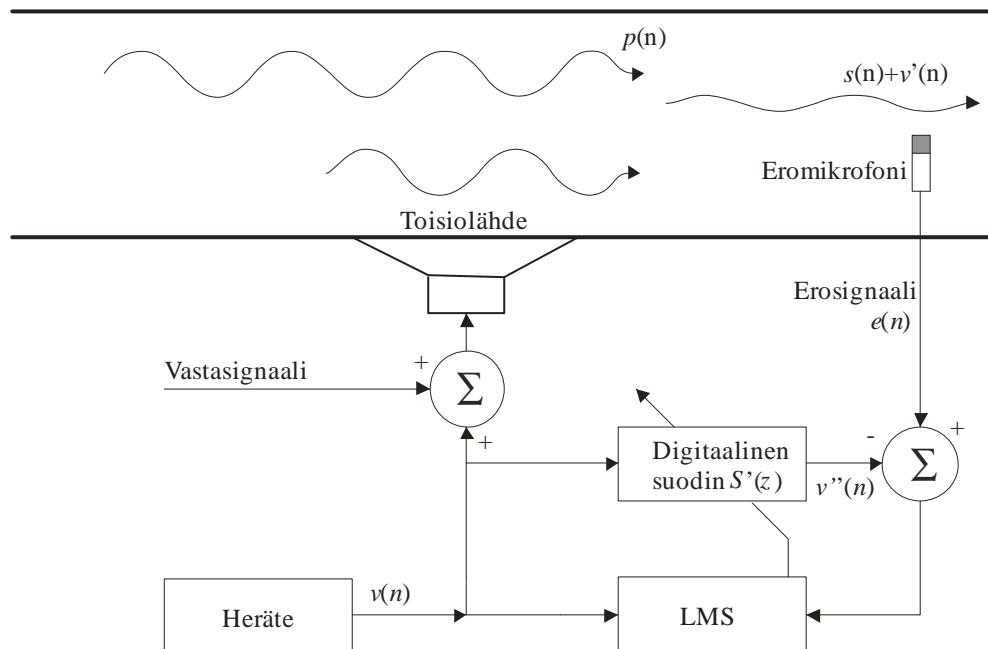 p(n)
s(n)+v’(n)
Eromikrofoni
Toisiolähde
Erosignaali
e(n)
+
Vastasignaali
Σ
+
Digitaalinen
suodin S’(z)
-
v”(n)
+
Σ
Heräte
v(n)
LMS